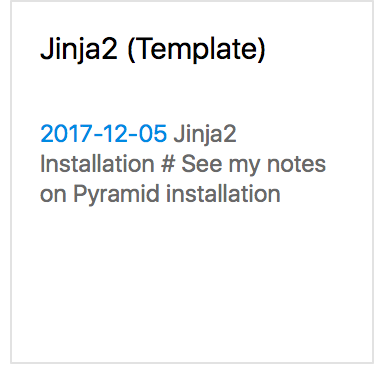 Jinja2 (Template)
2017-12-05 Jinja2
Installation # See my notes
on Pyramid installation